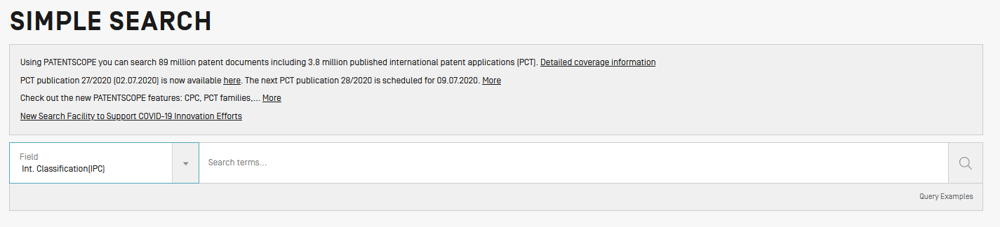 SIMPLE SEARCH
Using PATENTSCOPE you can search 89 million patent documents including 3.8 million published international patent applications (PCT). Detailed coverage information
PCT publication 27/2020 (02.07.2020) is now available here. The next PCT publication 28/2020 is scheduled for 09.07.2020. More
Check out the new PATENTSCOPE features: CPC, PCT families,... More
New Search Facility to Support COVID-19 Innovation Efforts
Field
Int. Classification(IPC)
Search terms...
Query Examples